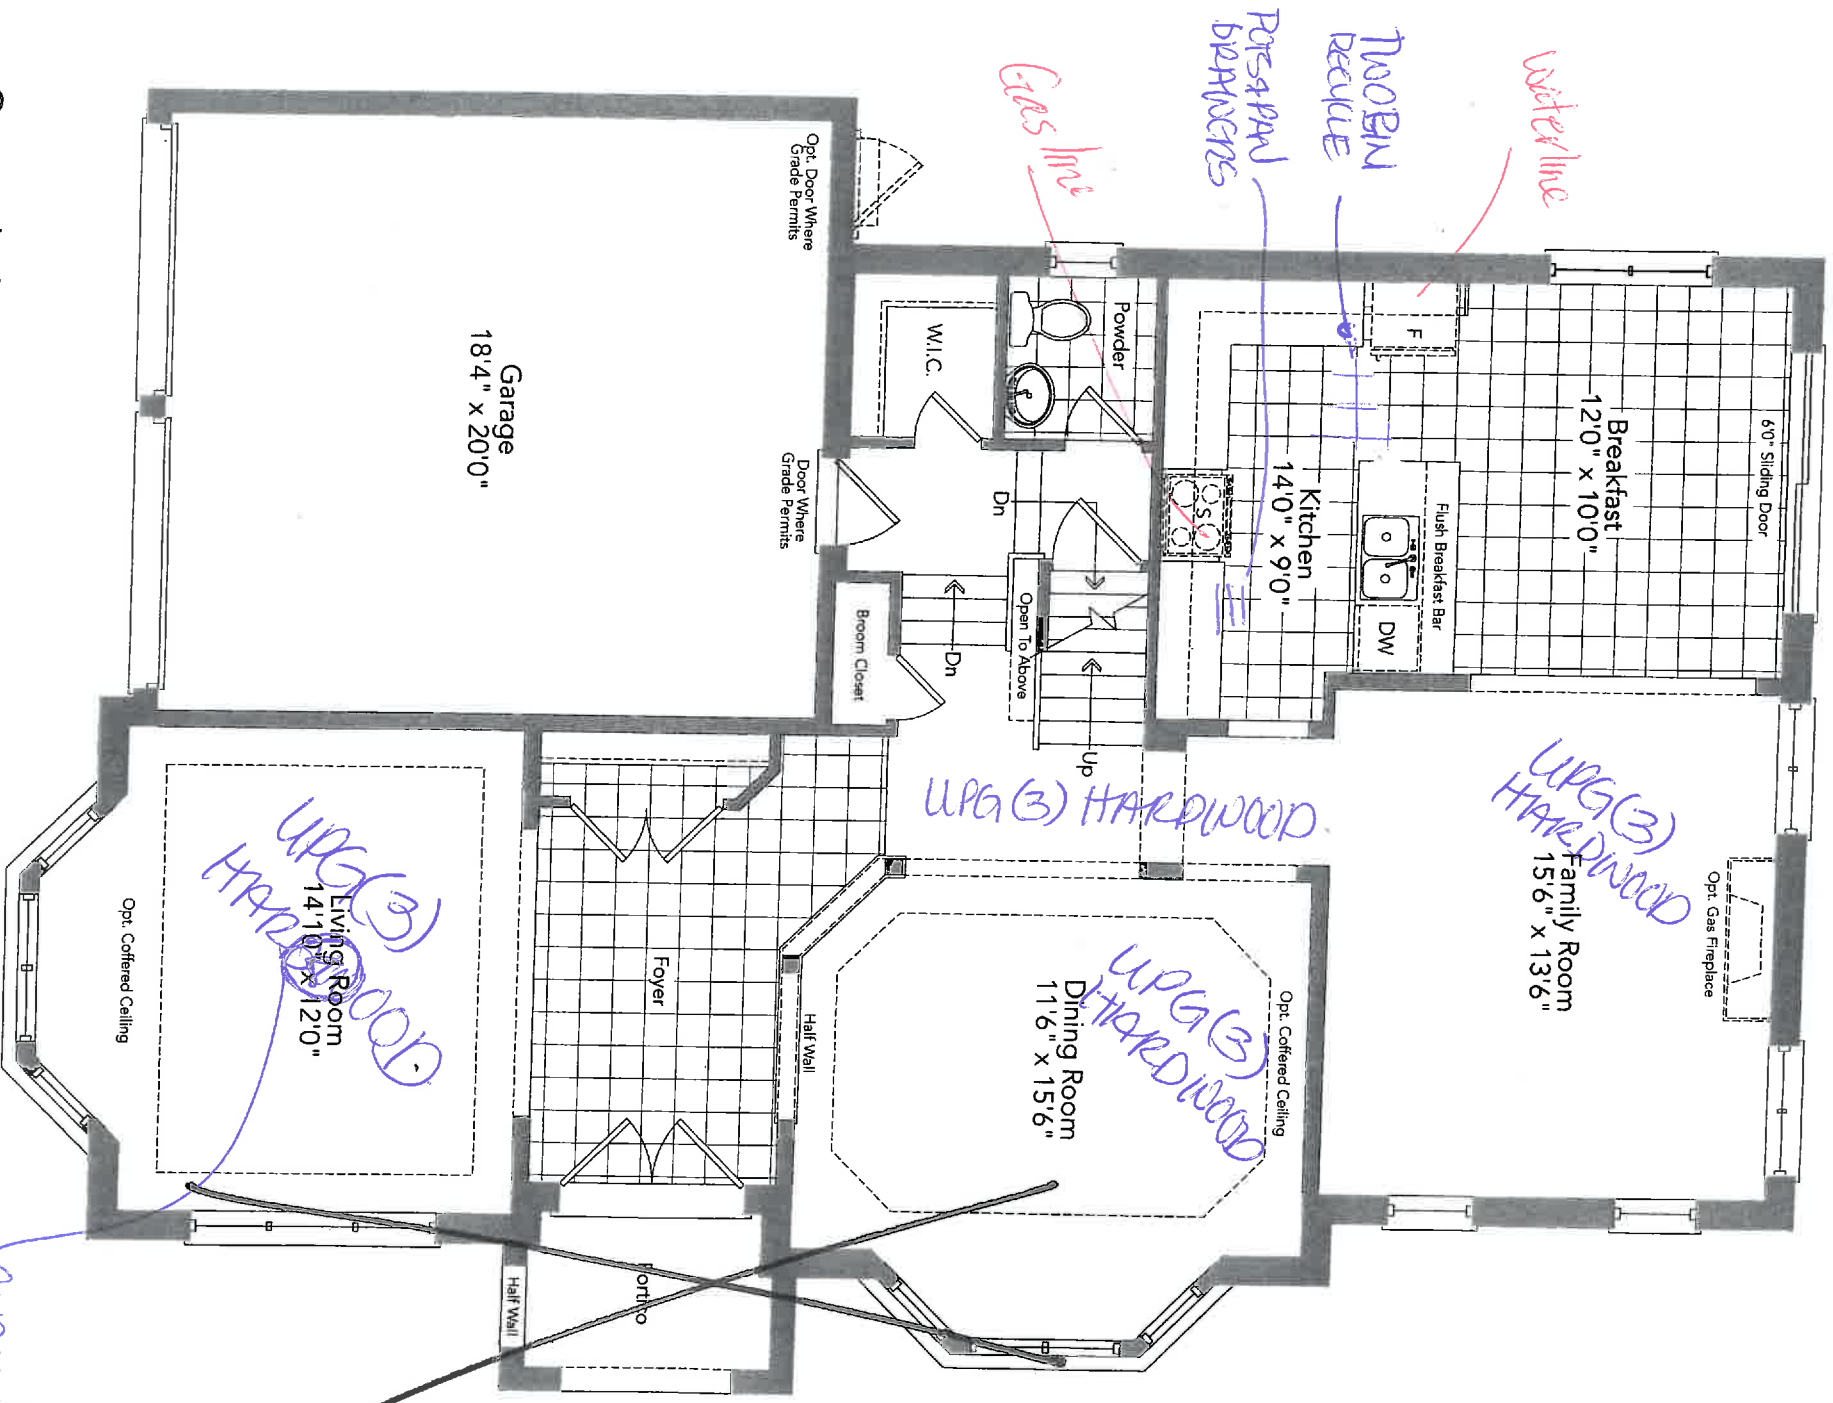 waterline
TWO BIN
RECYCLE
POTS & PAN
DRAWERS
Gas line
6'0" Sliding Door
Breakfast
12'0" x 10'0"
Flush Breakfast Bar
F
DW
Kitchen
14'0" x 9'0"
S
Powder
W.I.C.
Opt. Door Where
Grade Permits
Garage
18'4" x 20'0"
Door Where
Grade Permits
Dn
Open To Above
Dn
Broom Closet
Up
UPG (3) HARDWOOD
UPG (3)
HARDWOOD
Family Room
15'6" x 13'6"
Opt. Gas Fireplace
UPG (3)
HARDWOOD
Opt. Coffered Ceiling
Dining Room
11'6" x 15'6"
Half Wall
Foyer
UPG (3)
HARDWOOD
Living Room
14'10" x 12'0"
Opt. Coffered Ceiling
Portico
Half Wall